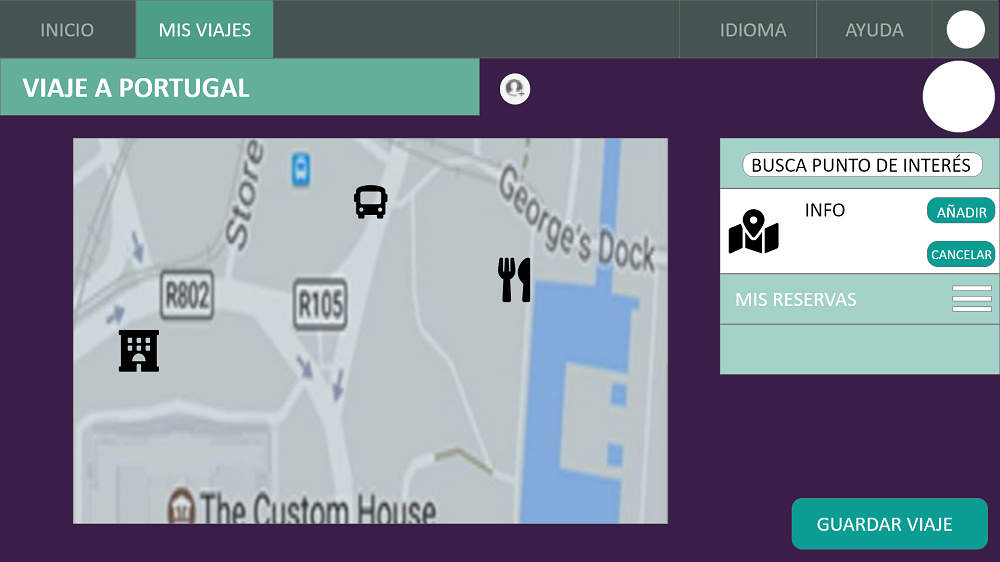 INICIO
MIS VIAJES
IDIOMA
AYUDA
VIAJE A PORTUGAL
BUSCA PUNTO DE INTERÉS
INFO
AÑADIR
CANCELAR
MIS RESERVAS
Store
George's Dock
R802
R105
The Custom House
GUARDAR VIAJE